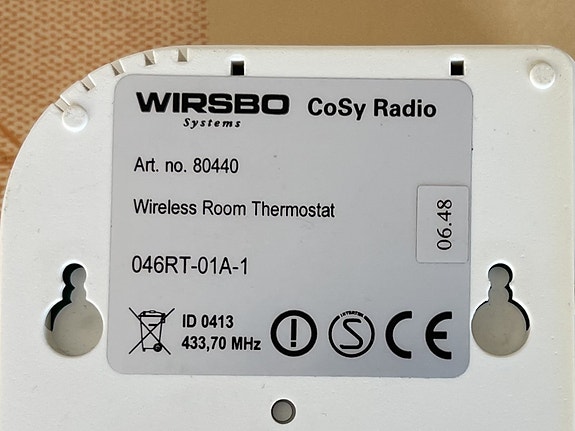 WIRSBO CoSy Radio
Systems
Art. no. 80440
Wireless Room Thermostat
06.48
046RT-01A-1
ID 0413
433,70 MHz